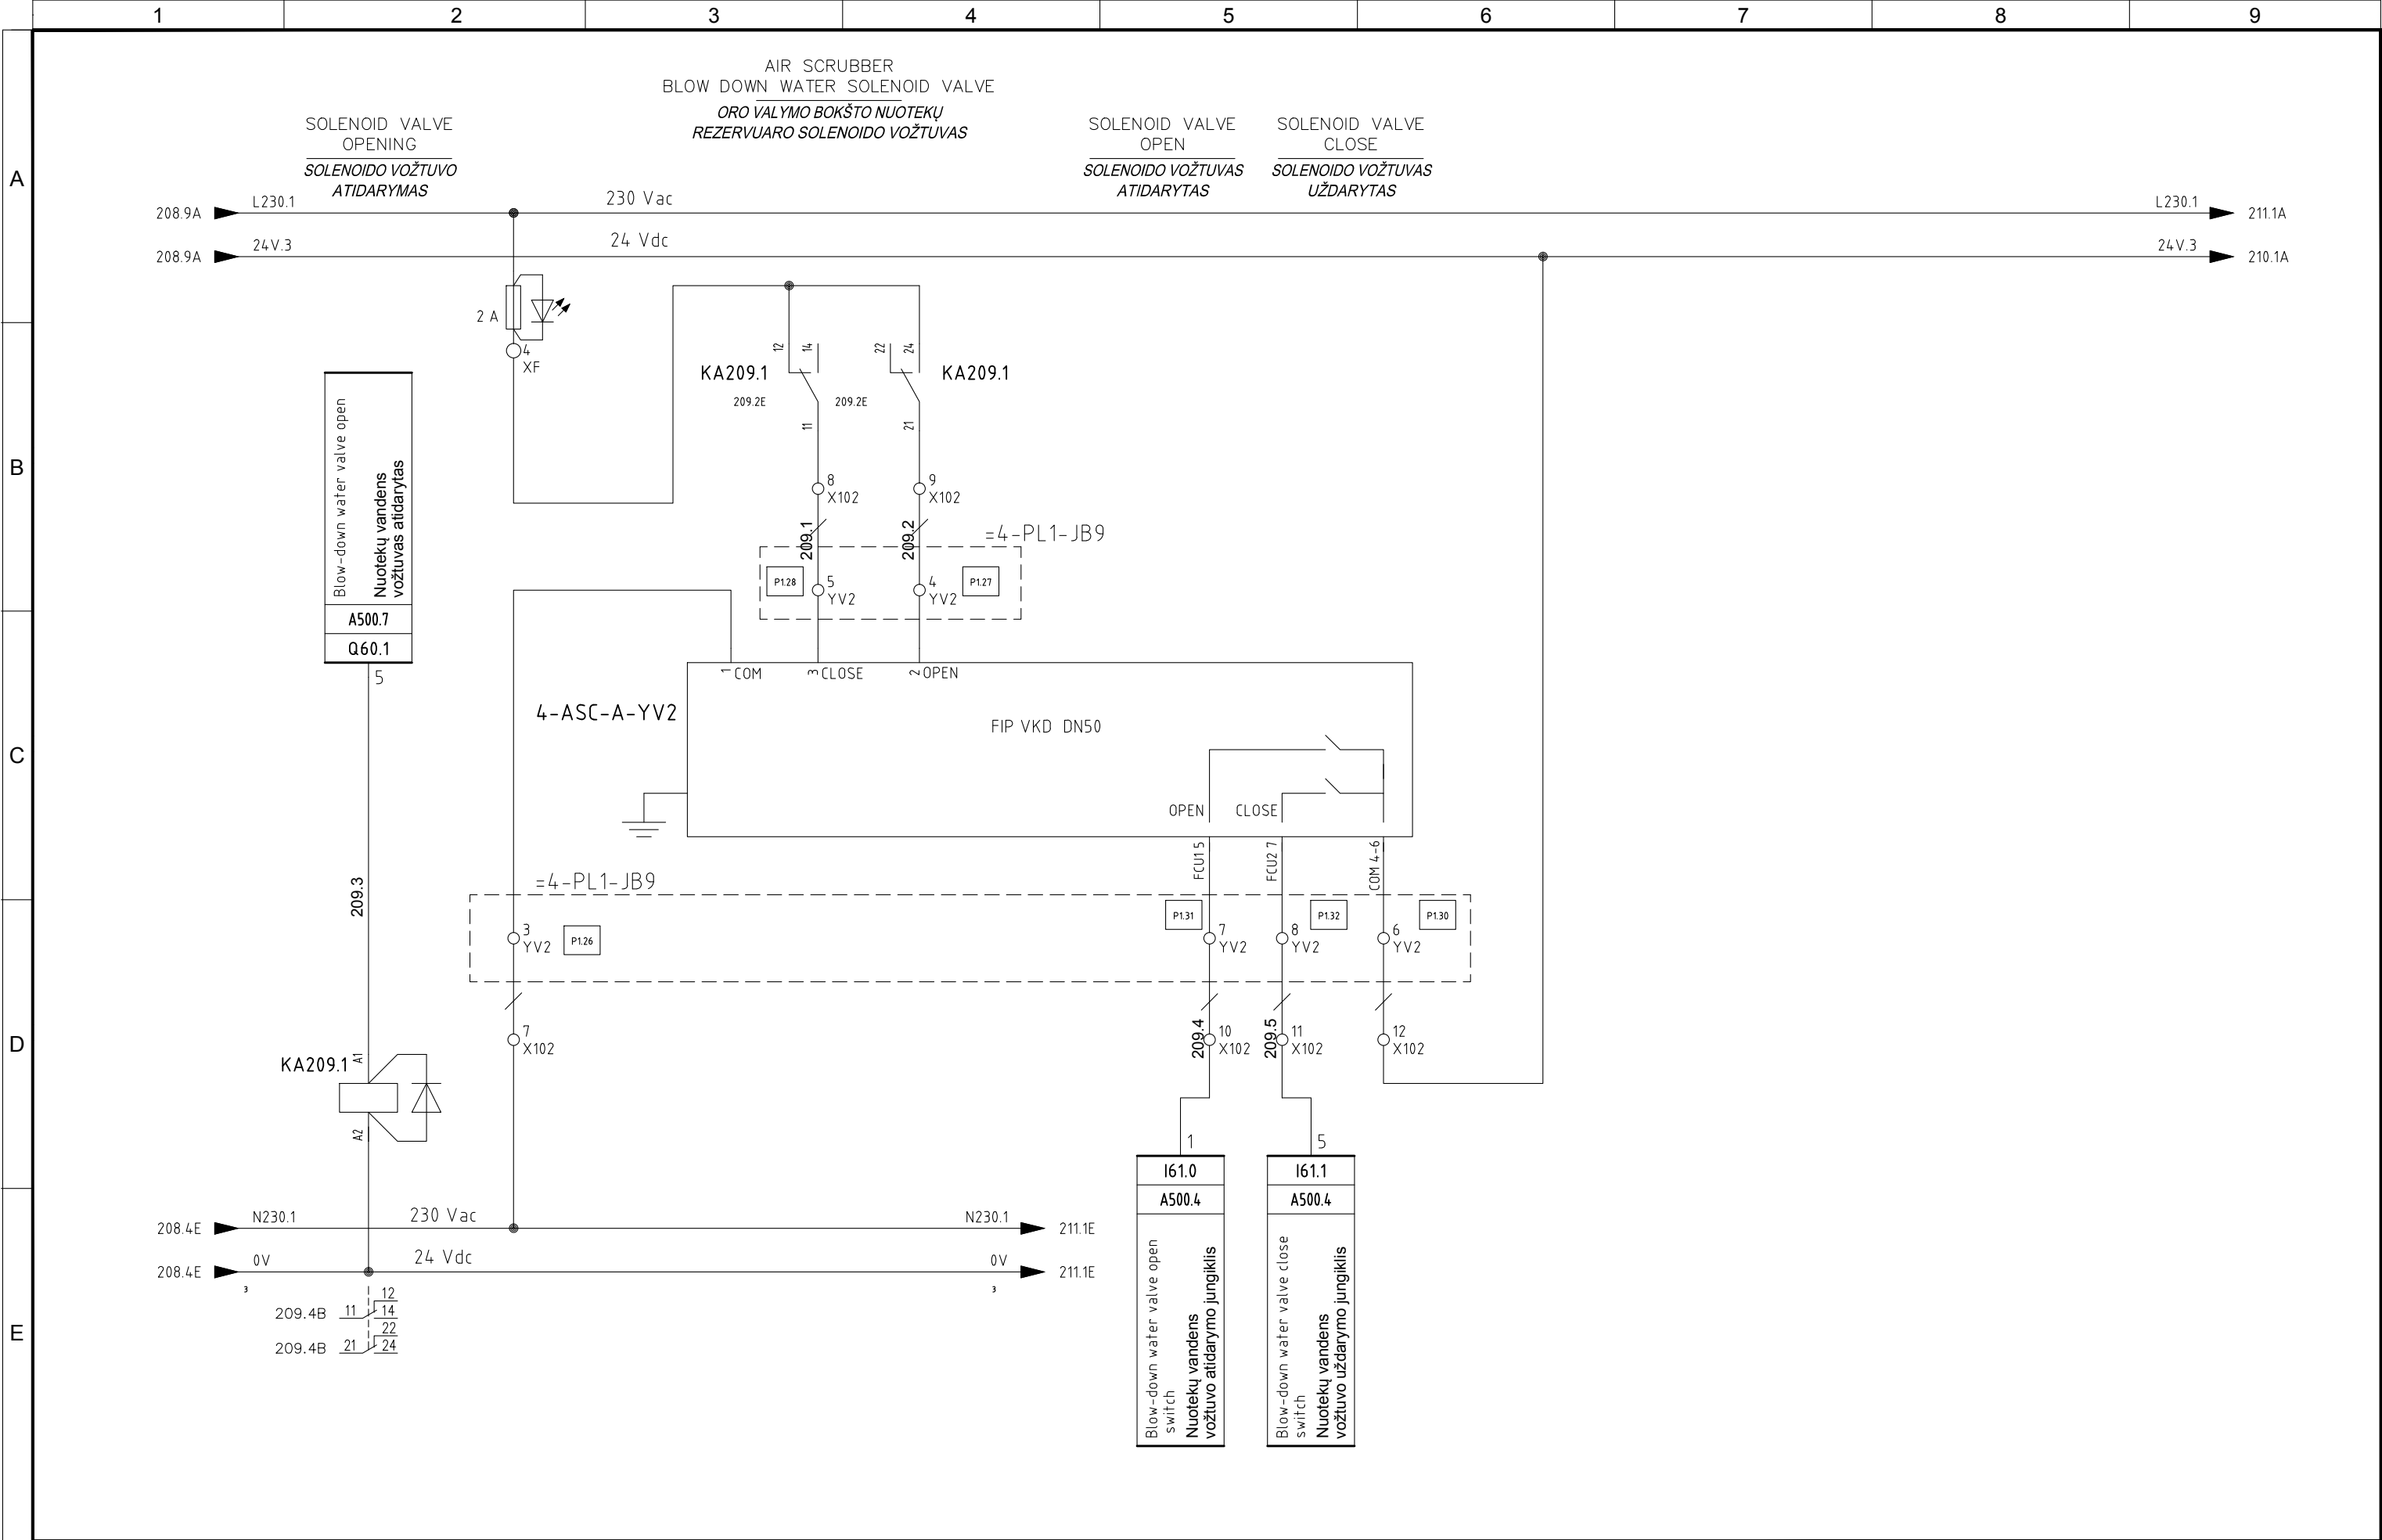 1 2 3 4 5 6 7 8 9
A
B
C
D
E
AIR SCRUBBER
BLOW DOWN WATER SOLENOID VALVE
ORO VALYMO BOKŠTO NUOTEKŲ
REZERVUARO SOLENOIDO VOŽTUVAS
SOLENOID VALVE
OPENING
SOLENOIDO VOŽTUVO
ATIDARYMAS
SOLENOID VALVE
OPEN
SOLENOIDO VOŽTUVAS
ATIDARYTAS
SOLENOID VALVE
CLOSE
SOLENOIDO VOŽTUVAS
UŽDARYTAS
208.9A L230.1 230 Vac L230.1 211.1A
208.9A 24V.3 24 Vdc 24V.3 210.1A
2 A
4
XF
12 14 22 24
KA209.1 KA209.1
209.2E 209.2E
11 21
Blow-down water valve open
Nuotekų vandens
vožtuvas atidarytas
A500.7
Q60.1
5
8
X102
9
X102
209.1 209.2
=4-PL1-JB9
P1.28
5
YV2
4
YV2
P1.27
1 COM 3 CLOSE 2 OPEN
4-ASC-A-YV2
FIP VKD DN50
OPEN CLOSE
FCU1 5 FCU2 7 COM 4-6
209.3
=4-PL1-JB9
3
YV2
P1.26
P1.31
7
YV2
P1.32
8
YV2
P1.30
6
YV2
7
X102
209.4
10
X102
209.5
11
X102
12
X102
KA209.1
A1
A2
1
I61.0
A500.4
Blow-down water valve open
switch
Nuotekų vandens
vožtuvo atidarymo jungiklis
5
I61.1
A500.4
Blow-down water valve close
switch
Nuotekų vandens
vožtuvo uždarymo jungiklis
208.4E N230.1 230 Vac N230.1 211.1E
208.4E 0V 24 Vdc 0V 211.1E
3 3
12
209.4B 11 14
22
209.4B 21 24